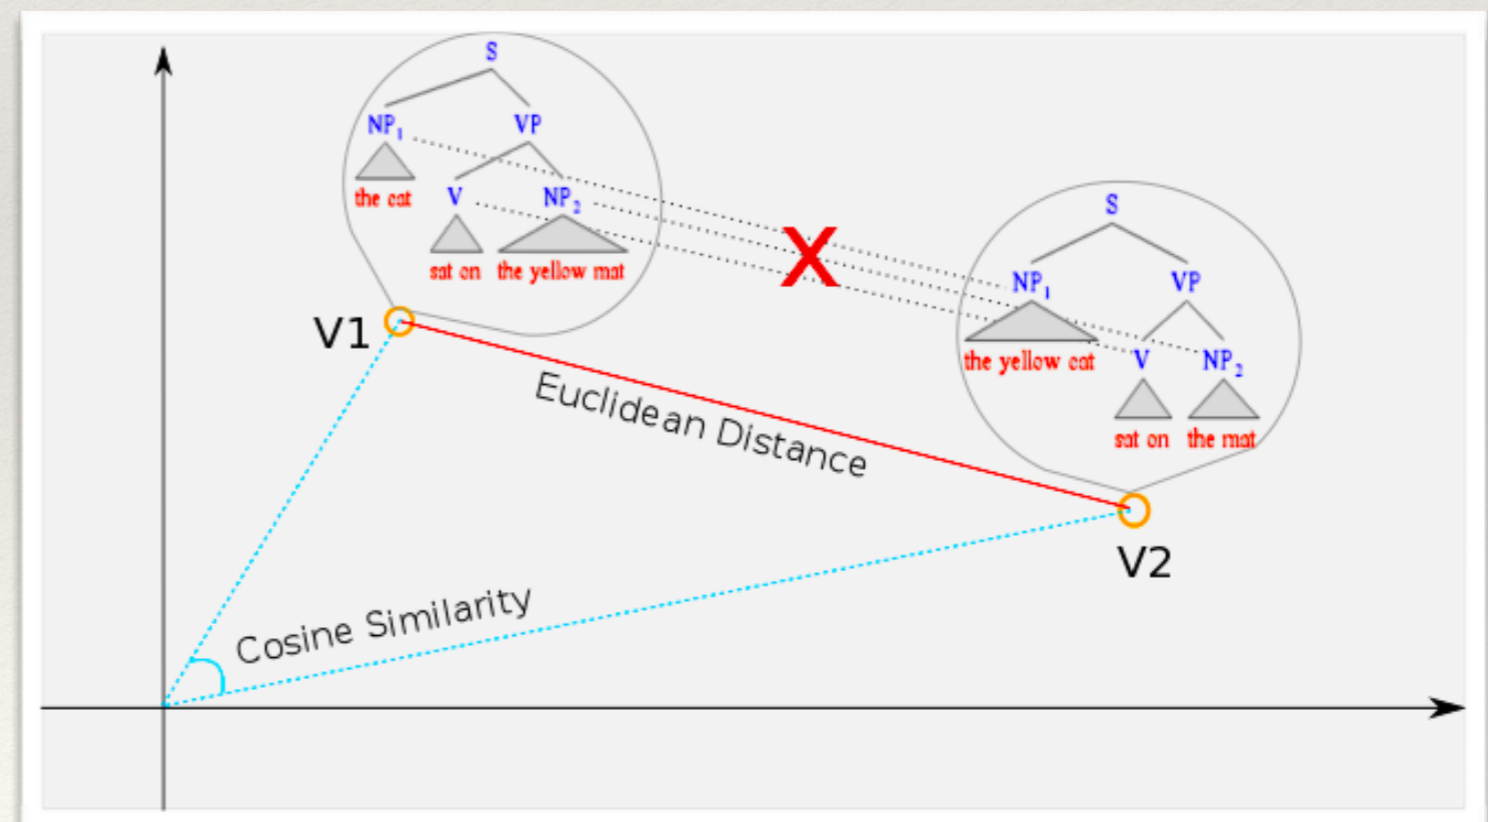 S
NP1 VP
the cat
V NP2
sat on the yellow mat
X
S
NP1 VP
the yellow cat
V NP2
sat on the mat
V1
Euclidean Distance
V2
Cosine Similarity